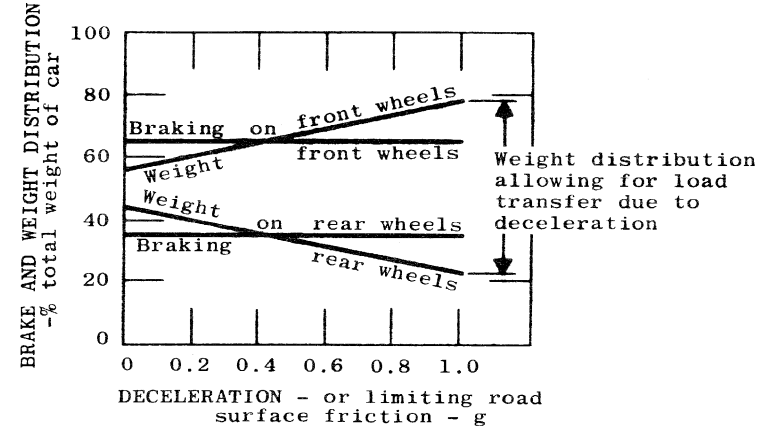 BRAKE AND WEIGHT DISTRIBUTION
-% total weight of car
100
80
60
40
20
0
Braking on front wheels
Weight front wheels
Weight on rear wheels
Braking rear wheels
Weight distribution
allowing for load
transfer due to
deceleration
0 0.2 0.4 0.6 0.8 1.0
DECELERATION - or limiting road
surface friction - g